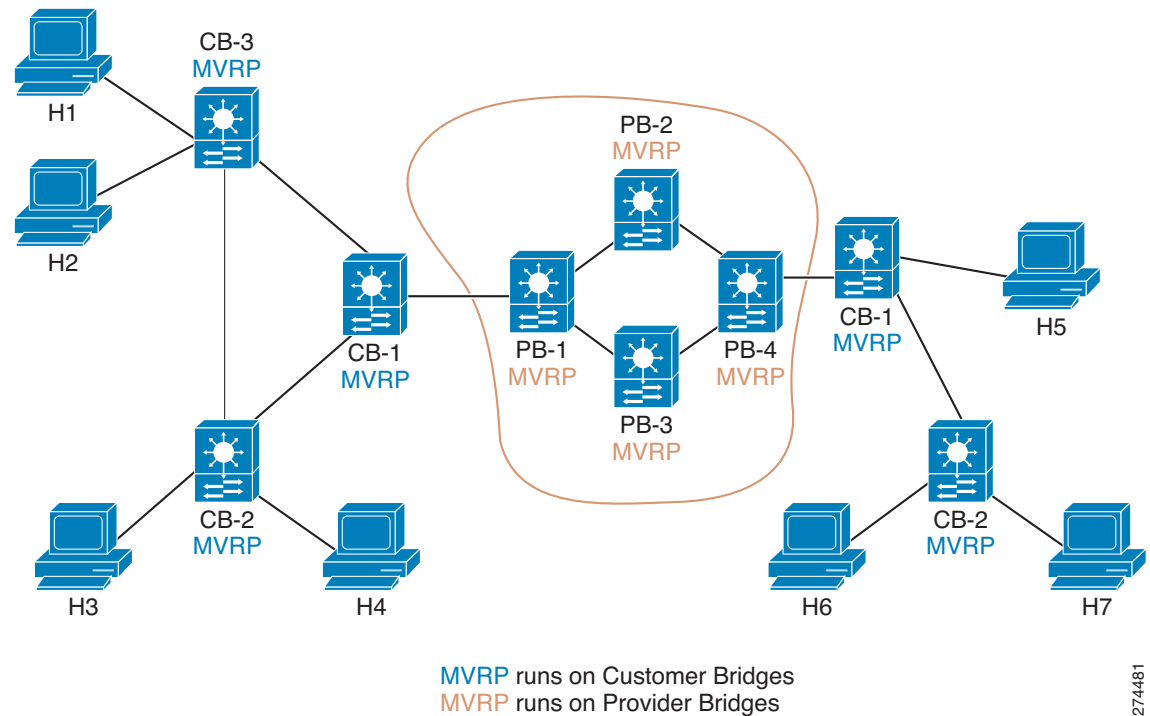 CB-3
MVRP
H1
H2
PB-2
MVRP
CB-1
MVRP
PB-1
MVRP
PB-4
MVRP
PB-3
MVRP
CB-1
MVRP
H5
CB-2
MVRP
H3
H4
CB-2
MVRP
H6
H7
MVRP runs on Customer Bridges
MVRP runs on Provider Bridges
274481